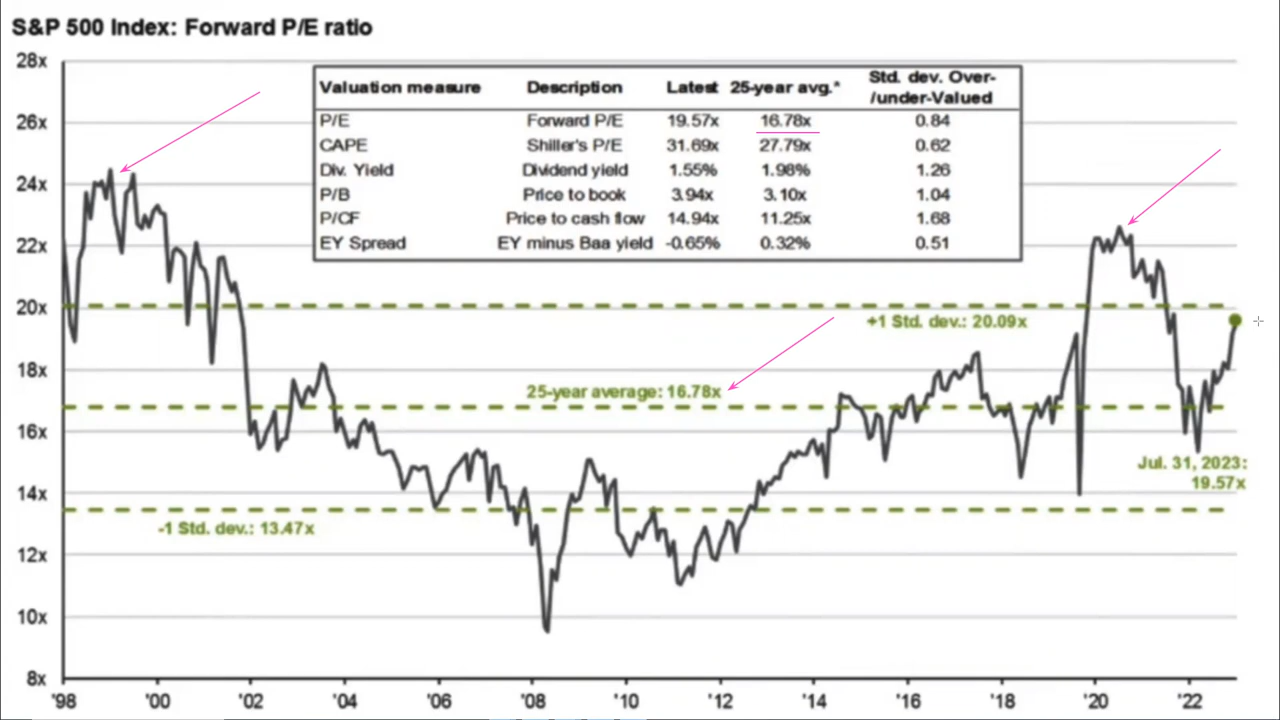 S&P 500 Index: Forward P/E ratio
28x
26x
24x
22x
20x
18x
16x
14x
12x
10x
8x
Valuation measure Description Latest 25-year avg.* Std. dev. Over-/under-Valued
P/E Forward P/E 19.57x 16.78x 0.84
CAPE Shiller's P/E 31.69x 27.79x 0.62
Div. Yield Dividend yield 1.55% 1.98% 1.26
P/B Price to book 3.94x 3.10x 1.04
P/CF Price to cash flow 14.94x 11.25x 1.68
EY Spread EY minus Baa yield -0.65% 0.32% 0.51
+1 Std. dev.: 20.09x
25-year average: 16.78x
Jul. 31, 2023:
19.57x
-1 Std. dev.: 13.47x
'98 '00 '02 '04 '06 '08 '10 '12 '14 '16 '18 '20 '22